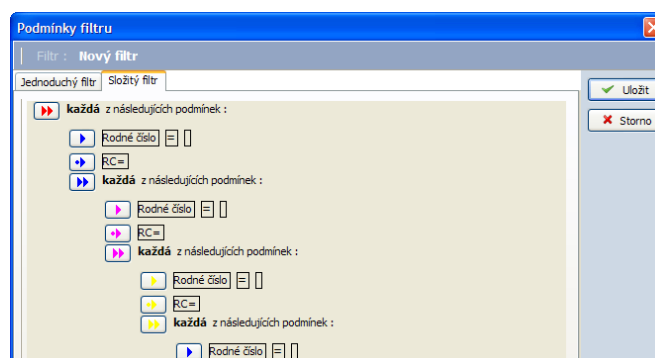 Podmínky filtru
Filtr : Nový filtr
Jednoduchý filtr Složitý filtr
Uložit
Storno
každá z následujících podmínek :
Rodné číslo =
RC=
každá z následujících podmínek :
Rodné číslo =
RC=
každá z následujících podmínek :
Rodné číslo =
RC=
každá z následujících podmínek :
Rodné číslo =